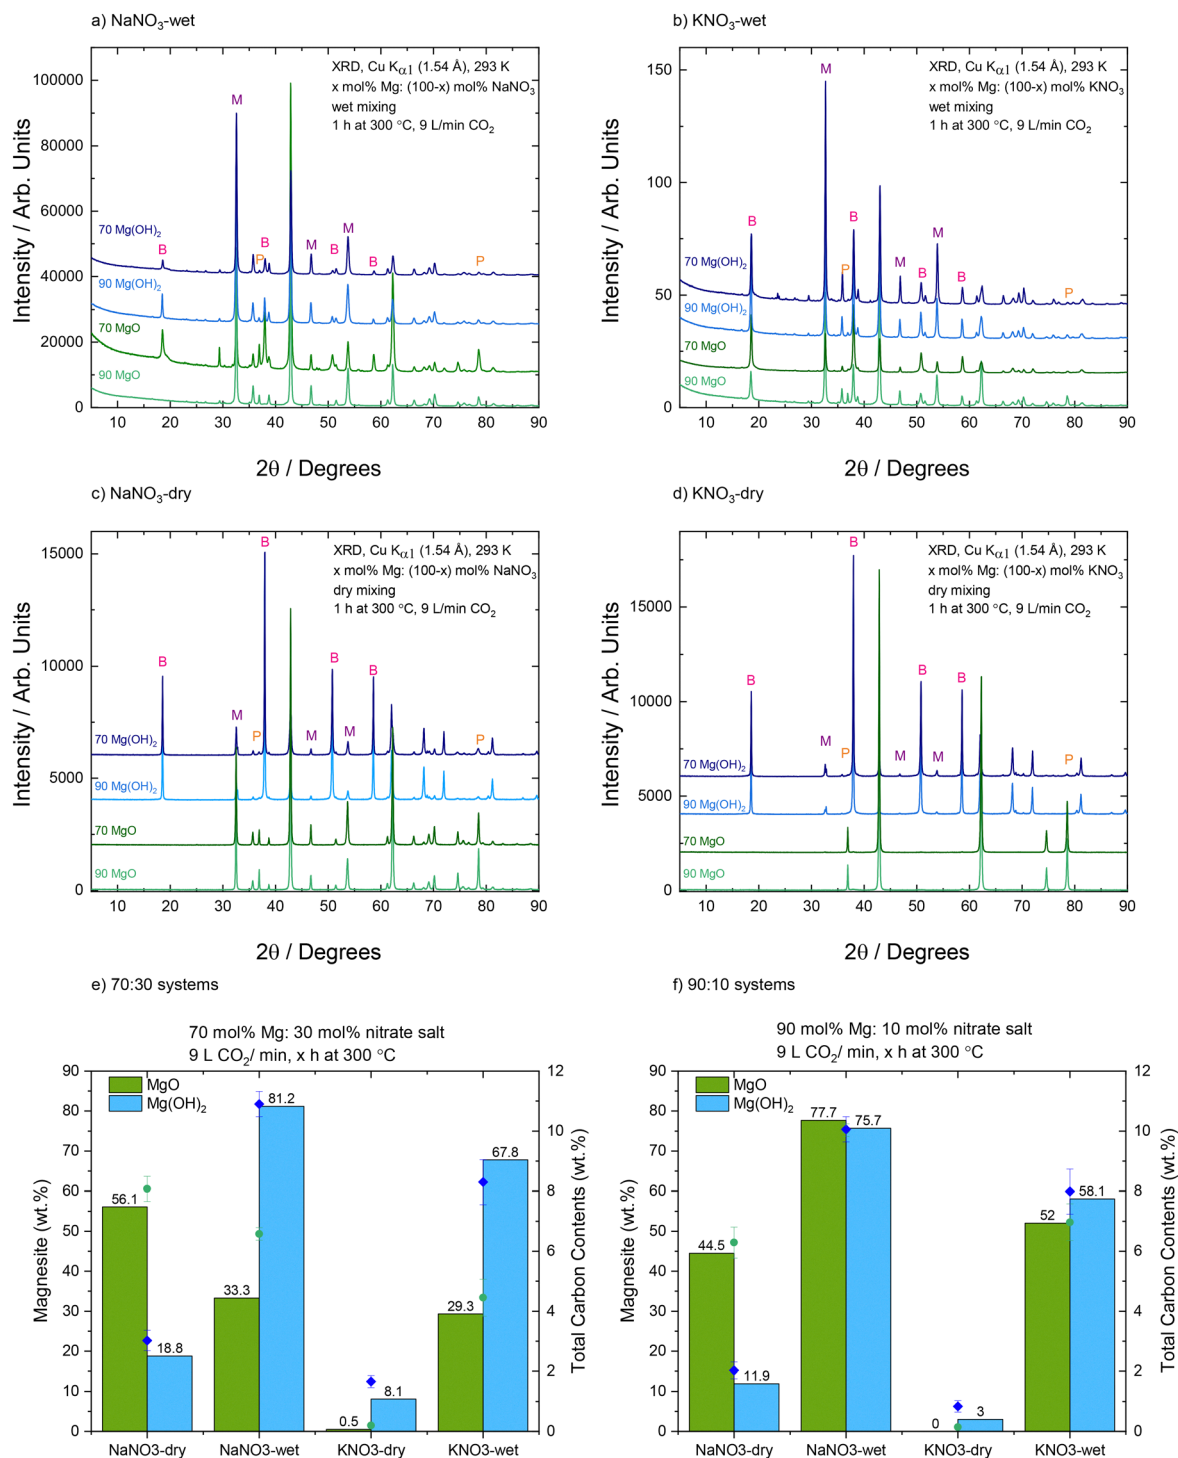 a) NaNO3-wet
XRD, Cu Kα1 (1.54 Å), 293 K
x mol% Mg: (100-x) mol% NaNO3
wet mixing
1 h at 300 °C, 9 L/min CO2
Intensity / Arb. Units
100000
80000
60000
40000
20000
0
M
B
P
B
M
B
M
B
P
70 Mg(OH)2
90 Mg(OH)2
70 MgO
90 MgO
10 20 30 40 50 60 70 80 90
2θ / Degrees
b) KNO3-wet
XRD, Cu Kα1 (1.54 Å), 293 K
x mol% Mg: (100-x) mol% KNO3
wet mixing
1 h at 300 °C, 9 L/min CO2
Intensity / Arb. Units
150
100
50
0
M
B
P
B
M
B
M
B
P
70 Mg(OH)2
90 Mg(OH)2
70 MgO
90 MgO
10 20 30 40 50 60 70 80 90
2θ / Degrees
c) NaNO3-dry
XRD, Cu Kα1 (1.54 Å), 293 K
x mol% Mg: (100-x) mol% NaNO3
dry mixing
1 h at 300 °C, 9 L/min CO2
Intensity / Arb. Units
15000
10000
5000
0
B
M
P
B
M
B
M
B
P
70 Mg(OH)2
90 Mg(OH)2
70 MgO
90 MgO
10 20 30 40 50 60 70 80 90
2θ / Degrees
d) KNO3-dry
XRD, Cu Kα1 (1.54 Å), 293 K
x mol% Mg: (100-x) mol% KNO3
dry mixing
1 h at 300 °C, 9 L/min CO2
Intensity / Arb. Units
15000
10000
5000
0
B
M
P
B
M
B
M
B
P
70 Mg(OH)2
90 Mg(OH)2
70 MgO
90 MgO
10 20 30 40 50 60 70 80 90
2θ / Degrees
e) 70:30 systems
70 mol% Mg: 30 mol% nitrate salt
9 L CO2/ min, x h at 300 °C
MgO
Mg(OH)2
Magnesite (wt.%)
90
80
70
60
50
40
30
20
10
0
56.1
18.8
33.3
81.2
0.5
8.1
29.3
67.8
12
10
8
6
4
2
0
Total Carbon Contents (wt.%)
NaNO3-dry NaNO3-wet KNO3-dry KNO3-wet
f) 90:10 systems
90 mol% Mg: 10 mol% nitrate salt
9 L CO2/ min, x h at 300 °C
MgO
Mg(OH)2
Magnesite (wt.%)
90
80
70
60
50
40
30
20
10
0
44.5
11.9
77.7
75.7
0
3
52
58.1
12
10
8
6
4
2
0
Total Carbon Contents (wt.%)
NaNO3-dry NaNO3-wet KNO3-dry KNO3-wet